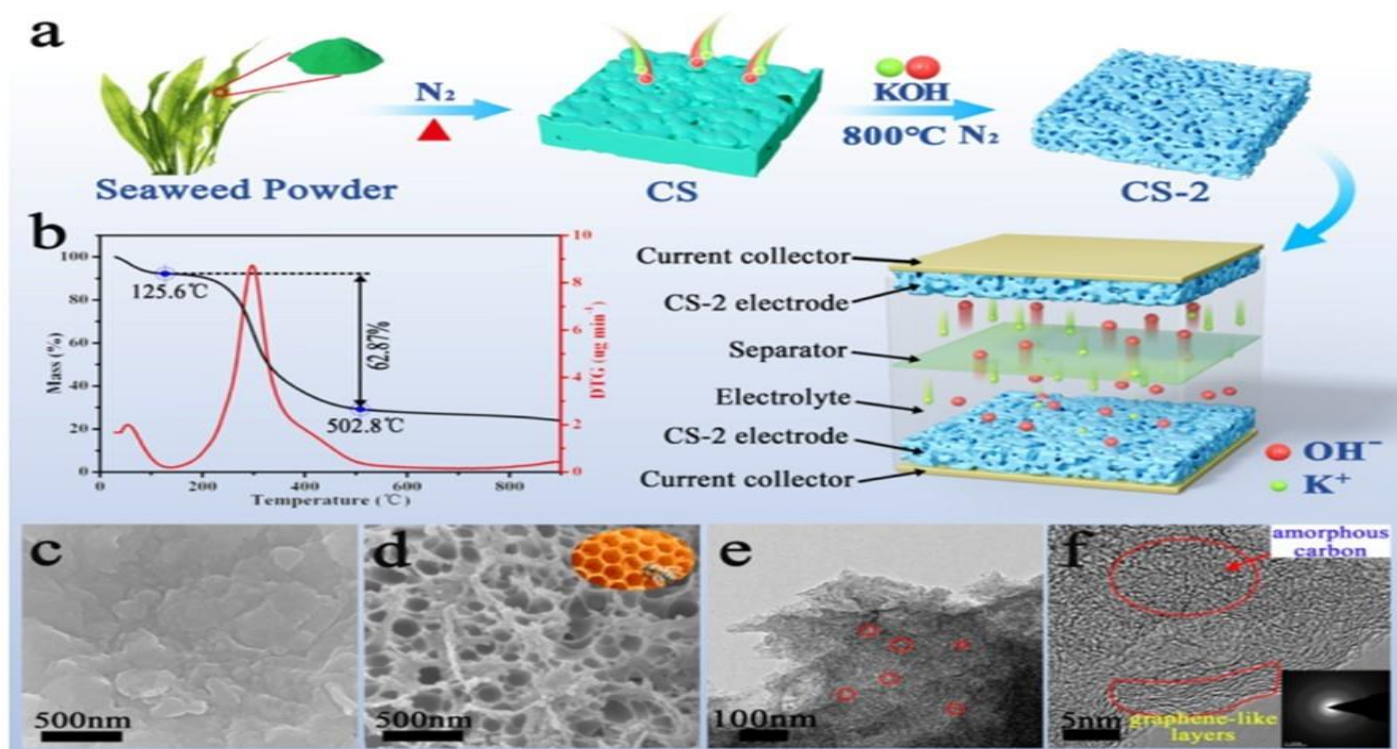 a
N₂
KOH
800℃ N₂
Seaweed Powder
CS
CS-2
b
100
80
60
40
20
0
Mass (%)
0
200
400
600
800
Temperature (℃)
10
8
6
4
2
0
DTG (ug min⁻¹)
125.6℃
62.87%
502.8℃
Current collector
CS-2 electrode
Separator
Electrolyte
CS-2 electrode
Current collector
OH⁻
K⁺
c
500nm
d
500nm
e
100nm
f
amorphous
carbon
5nm
graphene-like
layers